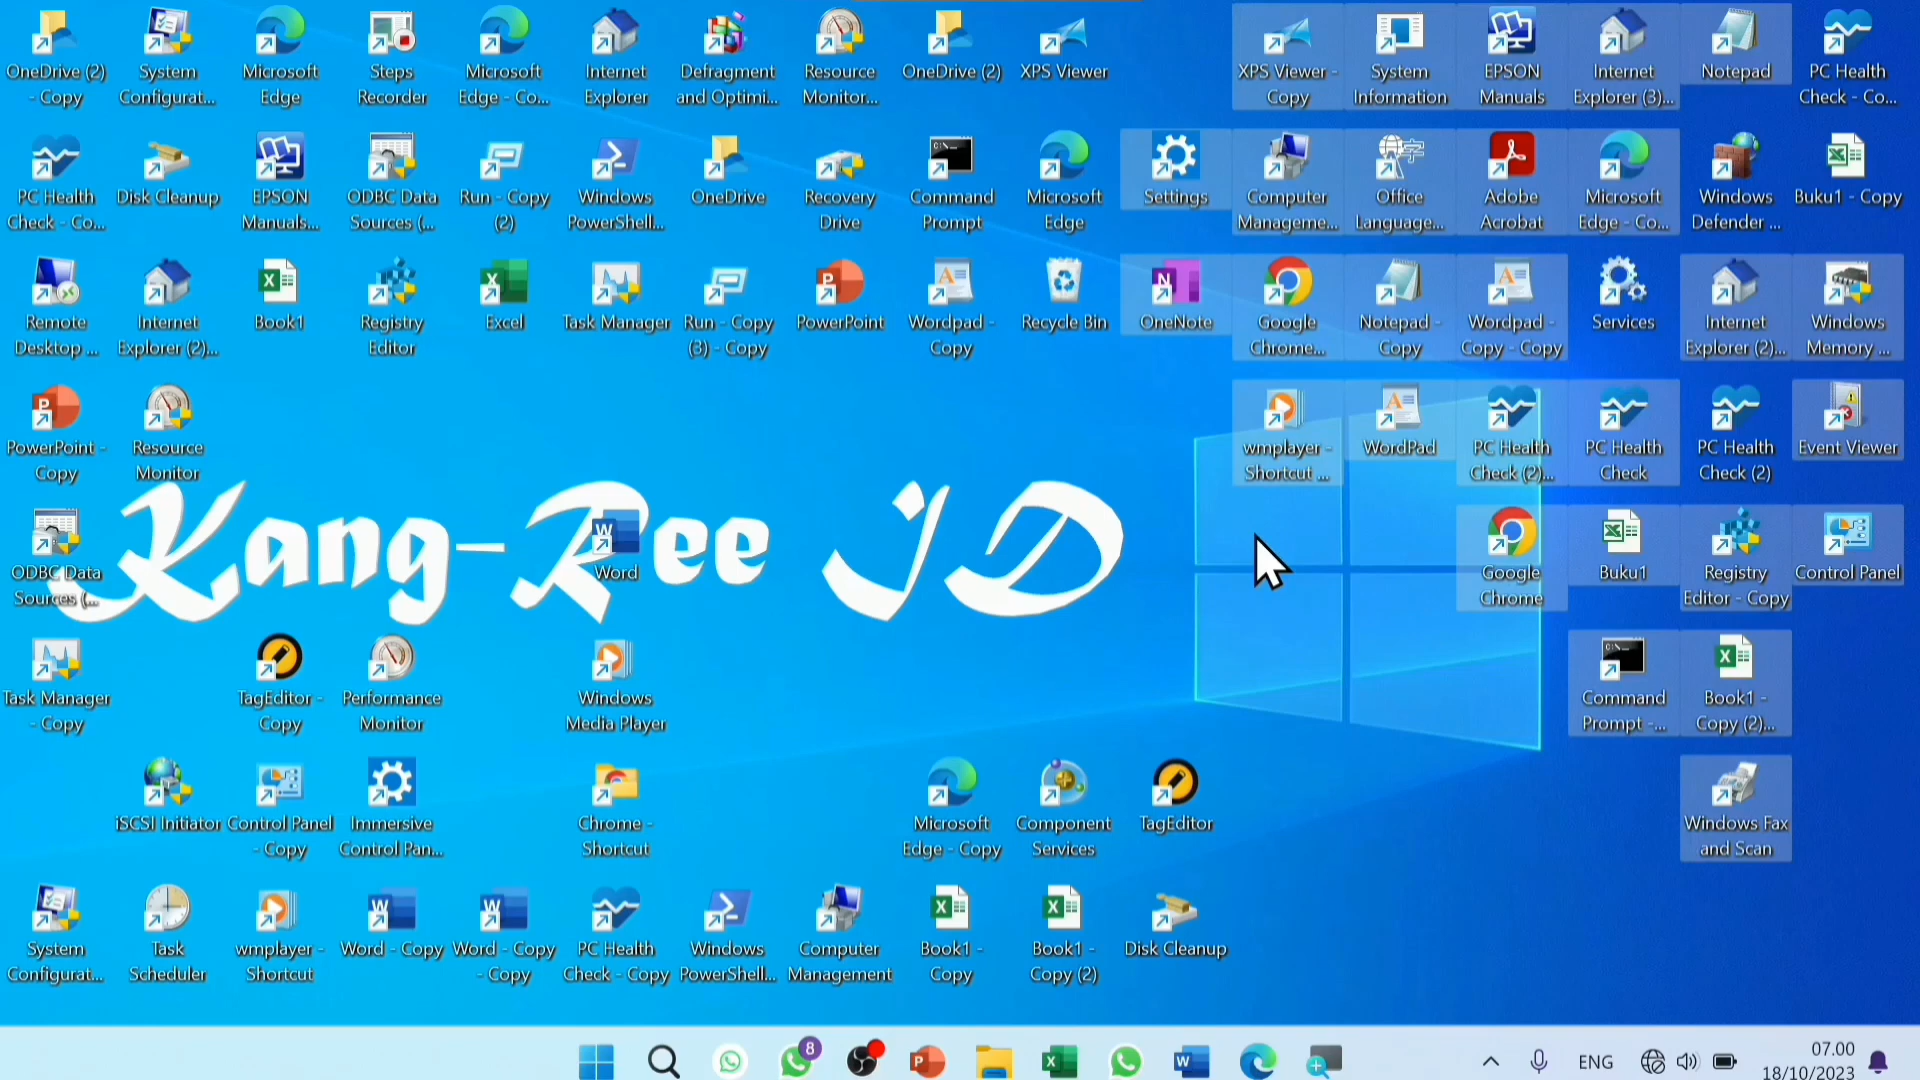 OneDrive (2) - Copy
System Configurat...
Microsoft Edge
Steps Recorder
Microsoft Edge - Co...
Internet Explorer
Defragment and Optimi...
Resource Monitor...
OneDrive (2)
XPS Viewer
XPS Viewer - Copy
System Information
EPSON Manuals
Internet Explorer (3)...
Notepad
PC Health Check - Co...
PC Health Check - Co...
Disk Cleanup
EPSON Manuals...
ODBC Data Sources (...
Run - Copy (2)
Windows PowerShell...
OneDrive
Recovery Drive
Command Prompt
Microsoft Edge
Settings
Computer Manageme...
Office Language...
Adobe Acrobat
Microsoft Edge - Co...
Windows Defender ...
Buku1 - Copy
Remote Desktop ...
Internet Explorer (2)...
Book1
Registry Editor
Excel
Task Manager
Run - Copy (3) - Copy
PowerPoint
Wordpad - Copy
Recycle Bin
OneNote
Google Chrome...
Notepad - Copy
Wordpad - Copy - Copy
Services
Internet Explorer (2)...
Windows Memory ...
PowerPoint - Copy
Resource Monitor
wmplayer - Shortcut ...
WordPad
PC Health Check (2)...
PC Health Check
PC Health Check (2)
Event Viewer
Kang-Ree ID
ODBC Data Sources (...
Word
Google Chrome
Buku1
Registry Editor - Copy
Control Panel
Task Manager - Copy
TagEditor - Copy
Performance Monitor
Windows Media Player
Command Prompt -...
Book1 - Copy (2)...
iSCSI Initiator
Control Panel - Copy
Immersive Control Pan...
Chrome - Shortcut
Microsoft Edge - Copy
Component Services
TagEditor
Windows Fax and Scan
System Configurat...
Task Scheduler
wmplayer - Shortcut
Word - Copy
Word - Copy - Copy
PC Health Check - Copy
Windows PowerShell...
Computer Management
Book1 - Copy
Book1 - Copy (2)
Disk Cleanup
8
ENG
07.00
18/10/2023